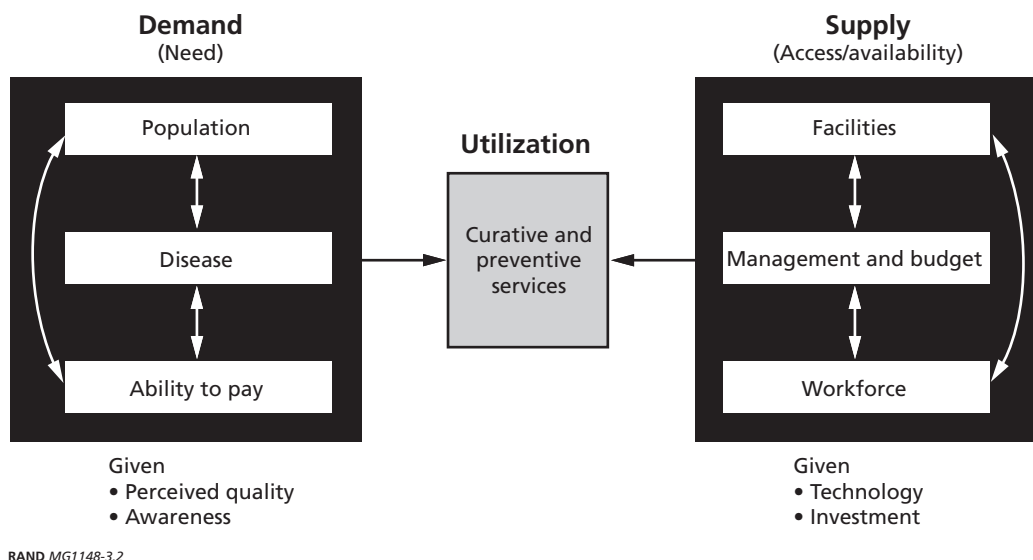 Demand
(Need)
Population
Disease
Ability to pay
Given
• Perceived quality
• Awareness
Utilization
Curative and
preventive
services
Supply
(Access/availability)
Facilities
Management and budget
Workforce
Given
• Technology
• Investment
RAND MG1148-3.2